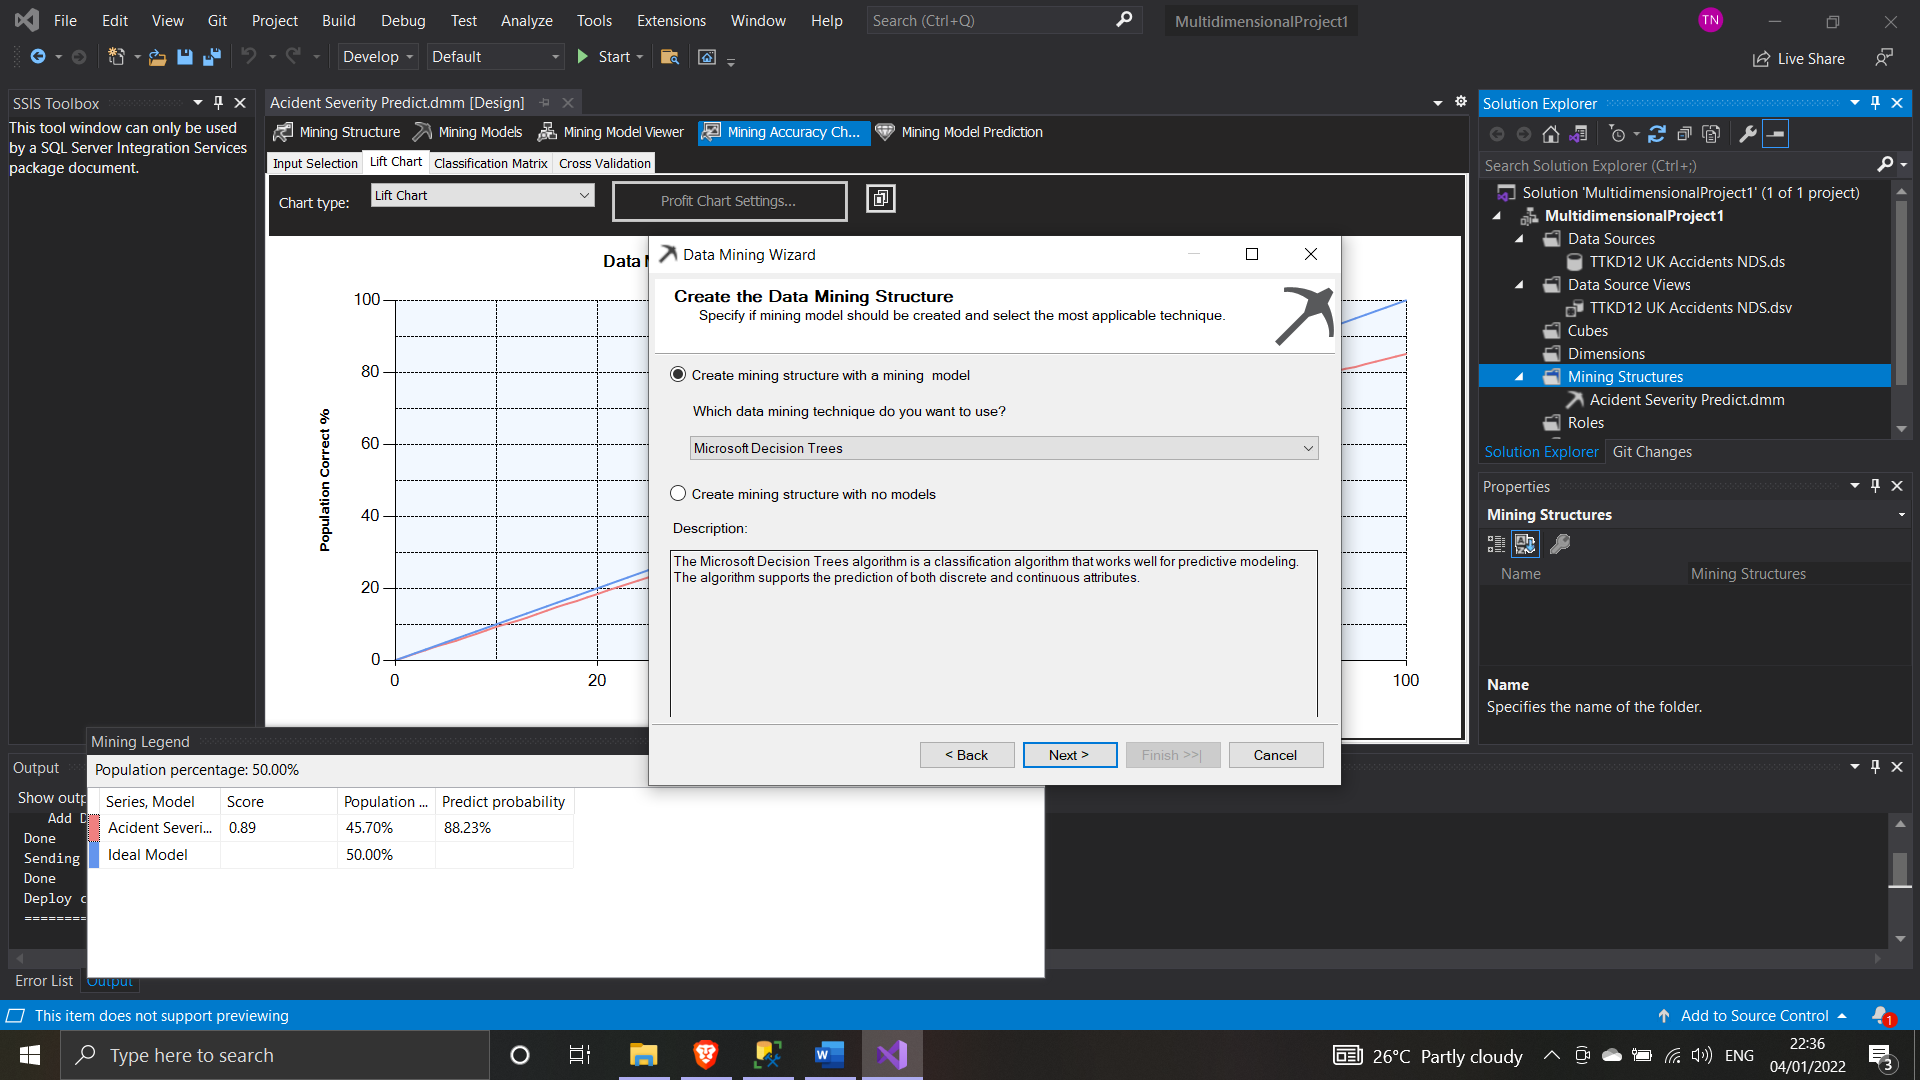 File Edit View Git Project Build Debug Test Analyze Tools Extensions Window Help Search (Ctrl+Q) MultidimensionalProject1 TN
Develop Default Start Live Share
SSIS Toolbox
This tool window can only be used
by a SQL Server Integration Services
package document.
Acident Severity Predict.dmm [Design]
Mining Structure Mining Models Mining Model Viewer Mining Accuracy Ch... Mining Model Prediction
Input Selection Lift Chart Classification Matrix Cross Validation
Chart type: Lift Chart Profit Chart Settings...
Data
100
80
60
40
20
0
Population Correct %
0 20 100
Data Mining Wizard
Create the Data Mining Structure
Specify if mining model should be created and select the most applicable technique.
Create mining structure with a mining model
Which data mining technique do you want to use?
Microsoft Decision Trees
Create mining structure with no models
Description:
The Microsoft Decision Trees algorithm is a classification algorithm that works well for predictive modeling.
The algorithm supports the prediction of both discrete and continuous attributes.
< Back Next > Finish >>| Cancel
Solution Explorer
Search Solution Explorer (Ctrl+;)
Solution 'MultidimensionalProject1' (1 of 1 project)
MultidimensionalProject1
Data Sources
TTKD12 UK Accidents NDS.ds
Data Source Views
TTKD12 UK Accidents NDS.dsv
Cubes
Dimensions
Mining Structures
Acident Severity Predict.dmm
Roles
Solution Explorer Git Changes
Properties
Mining Structures
Name Mining Structures
Name
Specifies the name of the folder.
Mining Legend
Population percentage: 50.00%
Series, Model Score Population ... Predict probability
Acident Severi... 0.89 45.70% 88.23%
Ideal Model 50.00%
Output
Show outp
Add D
Done
Sending
Done
Deploy c
=========
Error List Output
This item does not support previewing Add to Source Control 1
Type here to search 26°C Partly cloudy ENG 22:36
04/01/2022 3